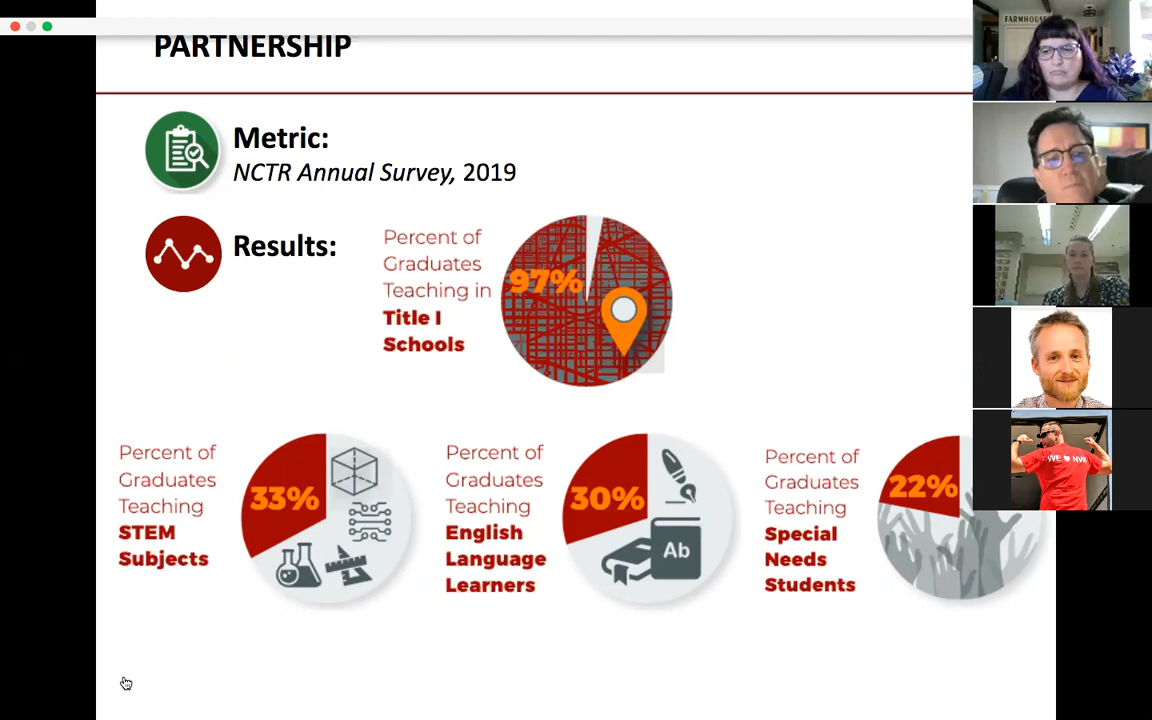 PARTNERSHIP
FARMHOUSE
Metric:
NCTR Annual Survey, 2019
Results:
Percent of
Graduates
Teaching in
Title I
Schools
97%
Percent of
Graduates
Teaching
STEM
Subjects
33%
Percent of
Graduates
Teaching
English
Language
Learners
30%
Ab
Percent of
Graduates
Teaching
Special
Needs
Students
22%